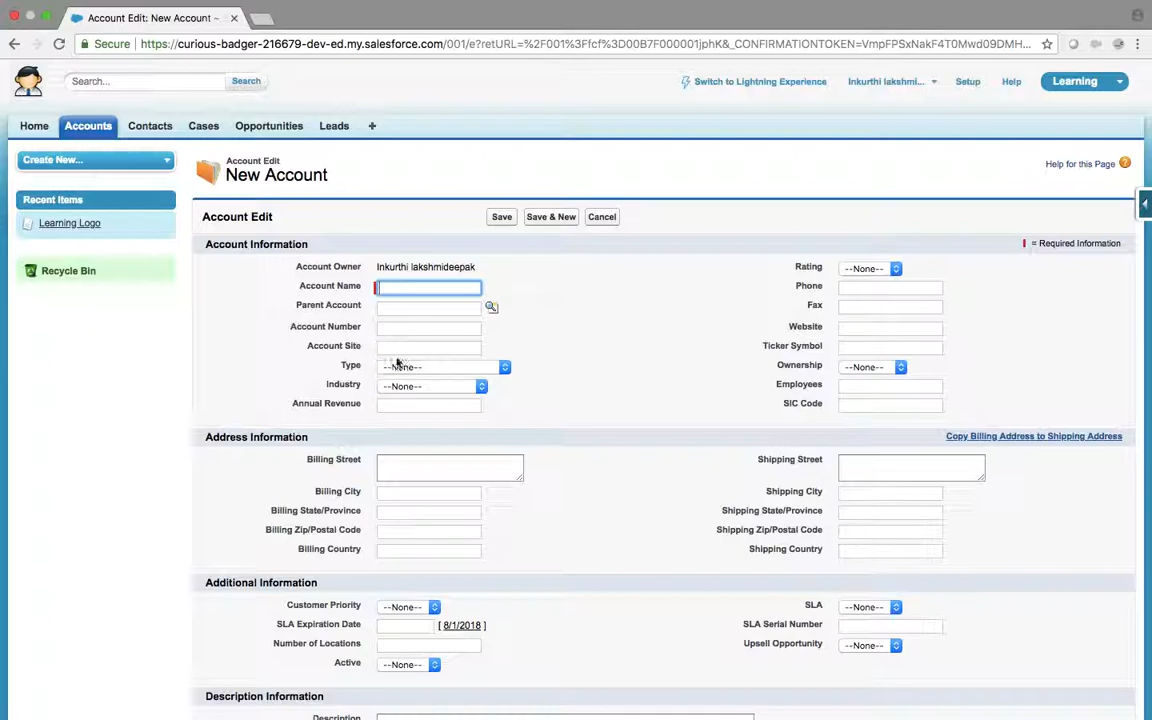 Account Edit: New Account ~
Secure https://curious-badger-216679-dev-ed.my.salesforce.com/001/e?retURL=%2F001%3Ffcf%3D00B7F000001jphK&_CONFIRMATIONTOKEN=VmpFPSxNakF4T0Mwd09DMH...
Search... Search Switch to Lightning Experience Inkurthi lakshmi... Setup Help Learning
Home Accounts Contacts Cases Opportunities Leads +
Create New...
Account Edit
New Account
Help for this Page ?
Recent Items
Learning Logo
Recycle Bin
Account Edit Save Save & New Cancel
Account Information = Required Information
Account Owner Inkurthi lakshmideepak Rating --None--
Account Name Phone
Parent Account Fax
Account Number Website
Account Site Ticker Symbol
Type --None-- Ownership --None--
Industry --None-- Employees
Annual Revenue SIC Code
Address Information Copy Billing Address to Shipping Address
Billing Street Shipping Street
Billing City Shipping City
Billing State/Province Shipping State/Province
Billing Zip/Postal Code Shipping Zip/Postal Code
Billing Country Shipping Country
Additional Information
Customer Priority --None-- SLA --None--
SLA Expiration Date [ 8/1/2018 ] SLA Serial Number
Number of Locations Upsell Opportunity --None--
Active --None--
Description Information
Description